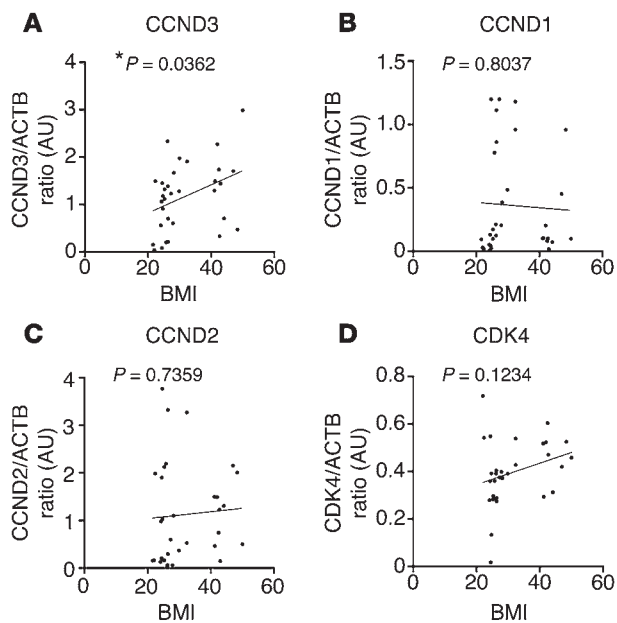 A
CCND3
* P = 0.0362
CCND3/ACTB
ratio (AU)
4
3
2
1
0
0 20 40 60
BMI
B
CCND1
P = 0.8037
CCND1/ACTB
ratio (AU)
1.5
1.0
0.5
0
0 20 40 60
BMI
C
CCND2
P = 0.7359
CCND2/ACTB
ratio (AU)
4
3
2
1
0
0 20 40 60
BMI
D
CDK4
P = 0.1234
CDK4/ACTB
ratio (AU)
0.8
0.6
0.4
0.2
0
0 20 40 60
BMI